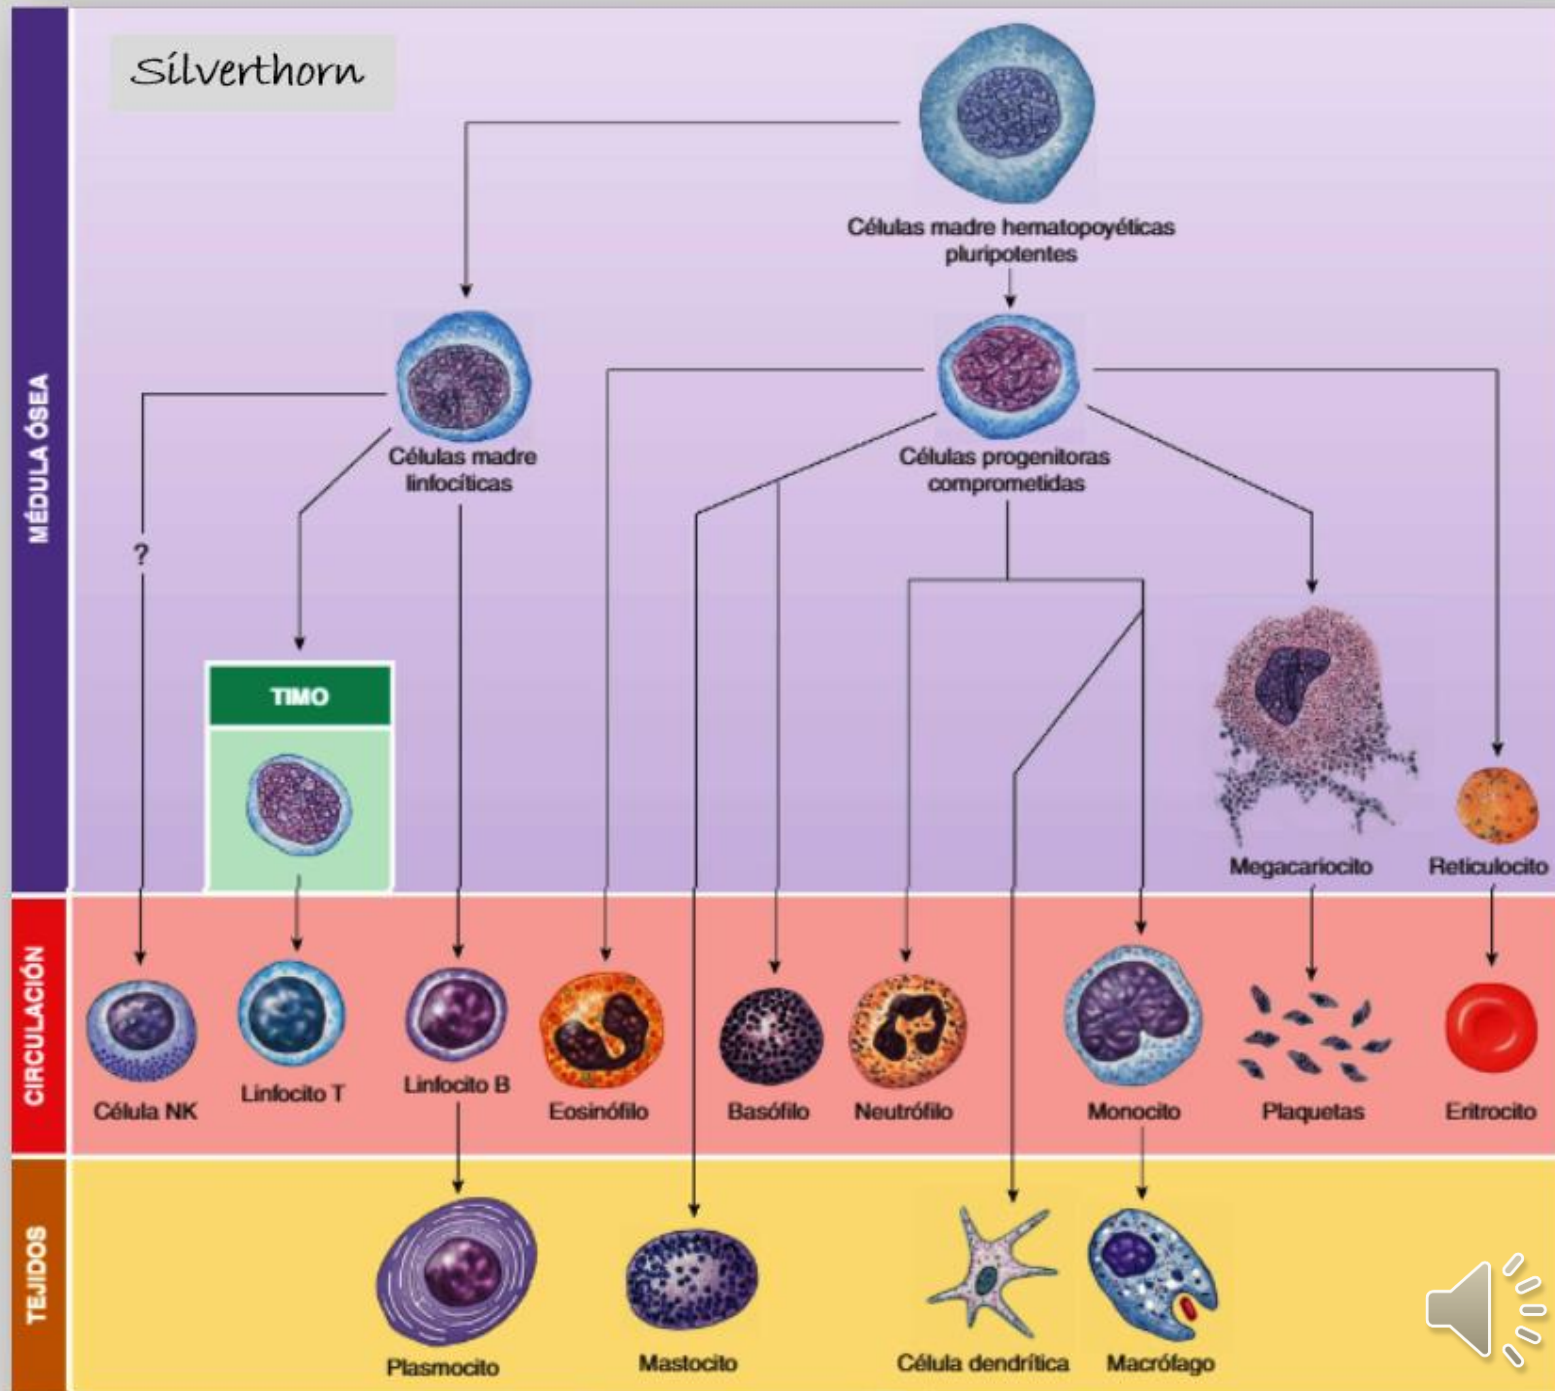 Silverthorn
Células madre hematopoyéticas
pluripotentes
MÉDULA ÓSEA
Células madre
linfocíticas
Células progenitoras
comprometidas
?
TIMO
Megacariocito
Reticulocito
CIRCULACIÓN
Célula NK
Linfocito T
Linfocito B
Eosinófilo
Basófilo
Neutrófilo
Monocito
Plaquetas
Eritrocito
TEJIDOS
Plasmocito
Mastocito
Célula dendrítica
Macrófago